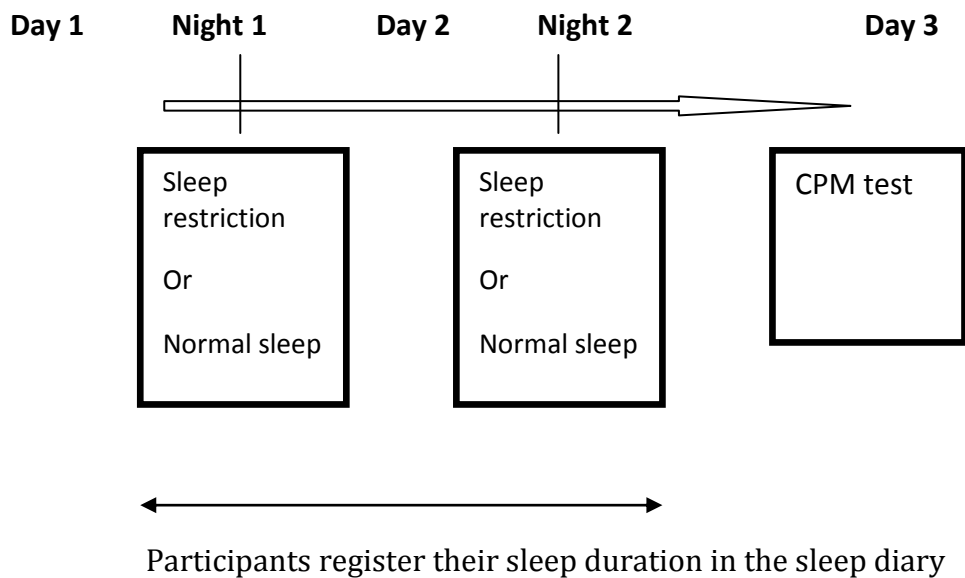 Day 1 Night 1 Day 2 Night 2 Day 3
Sleep
restriction
Or
Normal sleep
Sleep
restriction
Or
Normal sleep
CPM test
Participants register their sleep duration in the sleep diary